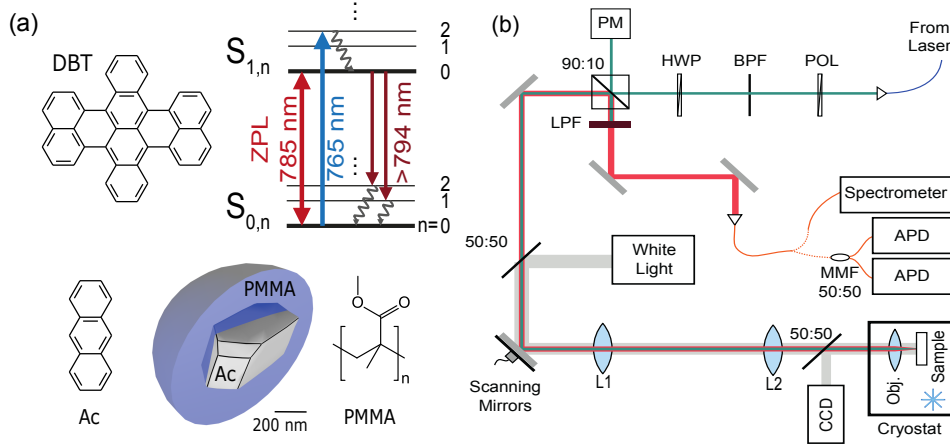 (a)
DBT
S1,n
2
1
0
ZPL
785 nm
765 nm
>794 nm
S0,n
2
1
n=0
Ac
PMMA
Ac
200 nm
O
O
n
PMMA
(b)
PM
90:10
HWP
BPF
POL
From
Laser
LPF
Spectrometer
APD
APD
MMF
50:50
50:50
White
Light
Scanning
Mirrors
L1
L2
50:50
CCD
Obj.
Sample
Cryostat